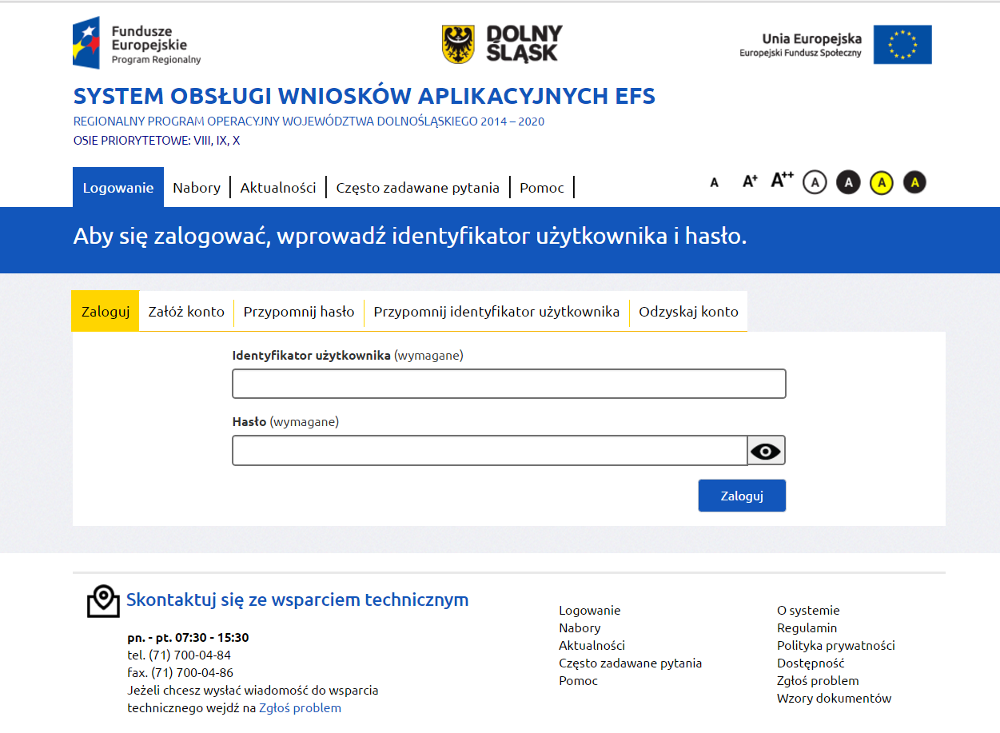 Fundusze
Europejskie
Program Regionalny
DOLNY
ŚLĄSK
Unia Europejska
Europejski Fundusz Społeczny
SYSTEM OBSŁUGI WNIOSKÓW APLIKACYJNYCH EFS
REGIONALNY PROGRAM OPERACYJNY WOJEWÓDZTWA DOLNOŚLĄSKIEGO 2014 – 2020
OSIE PRIORYTETOWE: VIII, IX, X
Logowanie Nabory Aktualności Często zadawane pytania Pomoc A A+ A++ A A A A
Aby się zalogować, wprowadź identyfikator użytkownika i hasło.
Zaloguj Załóż konto Przypomnij hasło Przypomnij identyfikator użytkownika Odzyskaj konto
Identyfikator użytkownika (wymagane)
Hasło (wymagane)
Zaloguj
Skontaktuj się ze wsparciem technicznym
pn. - pt. 07:30 - 15:30
tel. (71) 700-04-84
fax. (71) 700-04-86
Jeżeli chcesz wysłać wiadomość do wsparcia
technicznego wejdź na Zgłoś problem
Logowanie
Nabory
Aktualności
Często zadawane pytania
Pomoc
O systemie
Regulamin
Polityka prywatności
Dostępność
Zgłoś problem
Wzory dokumentów